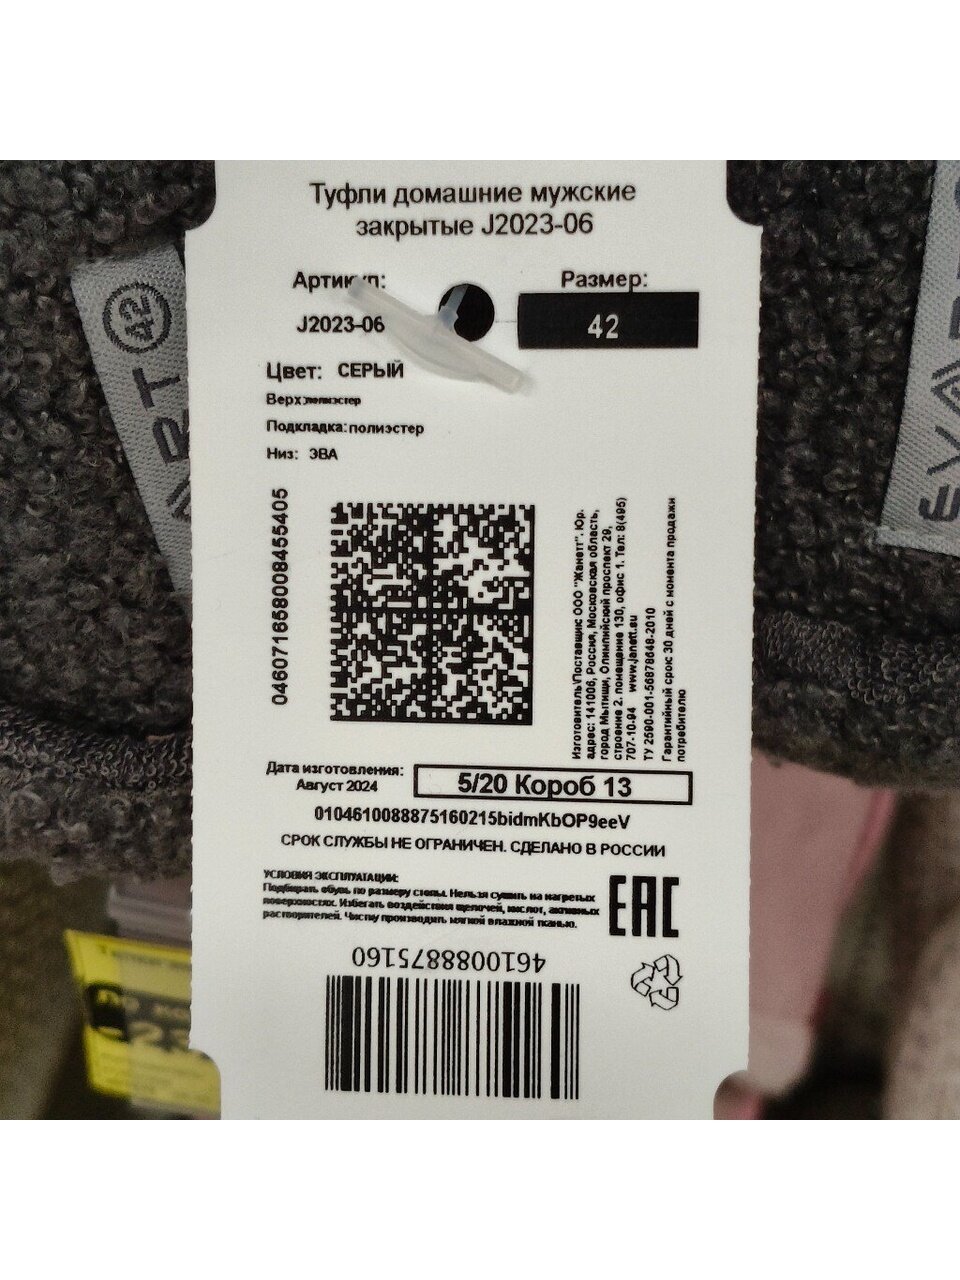 Туфли домашние мужские
закрытые J2023-06
Артикул:
Размер:
J2023-06
42
Цвет: СЕРЫЙ
Верх:полиэстер
Подкладка:полиэстер
Низ: ЭВА
04607165800845540​5
Изготовитель\Поставщик: ООО "Жанетт". Юр.
адрес: 141006, Россия, Московская область,
город Мытищи, Олимпийский проспект 29,
строение 2. помещение 130, офис 1. Тел: 8(495)
707-10-94 www.janett.eu
ТУ 2590-001-56878648-2010
Гарантийный срок: 30 дней с момента продажи
потребителю
Дата изготовления:
Август 2024
5/20 Короб 13
0104610088875160215bidmKbOP9eeV
СРОК СЛУЖБЫ НЕ ОГРАНИЧЕН. СДЕЛАНО В РОССИИ
УСЛОВИЯ ЭКСПЛУАТАЦИИ:
Подбирать обувь по размеру стопы. Нельзя сушить на нагретых
поверхностях. Избегать воздействия щелочей, кислот, активных
растворителей. Чистку производить мягкой влажной тканью.
EAC
4610088875160
42